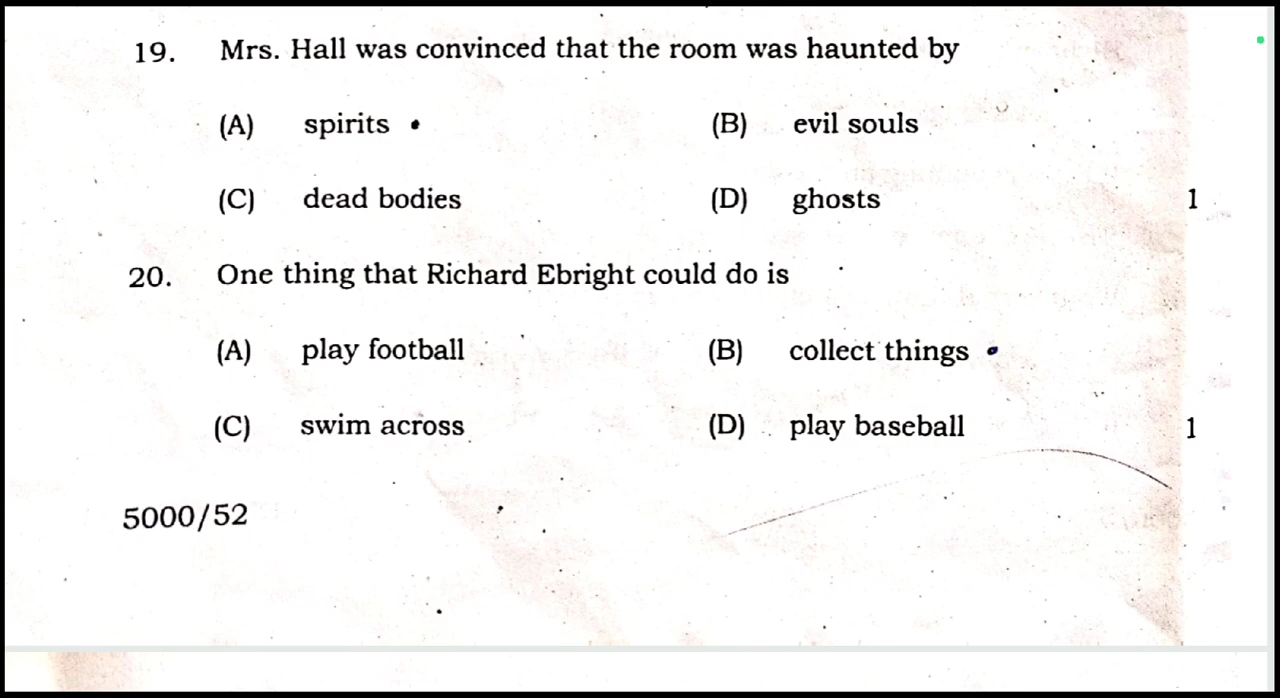 19. Mrs. Hall was convinced that the room was haunted by
(A) spirits (B) evil souls
(C) dead bodies (D) ghosts 1
20. One thing that Richard Ebright could do is
(A) play football (B) collect things
(C) swim across (D) play baseball 1
5000/52